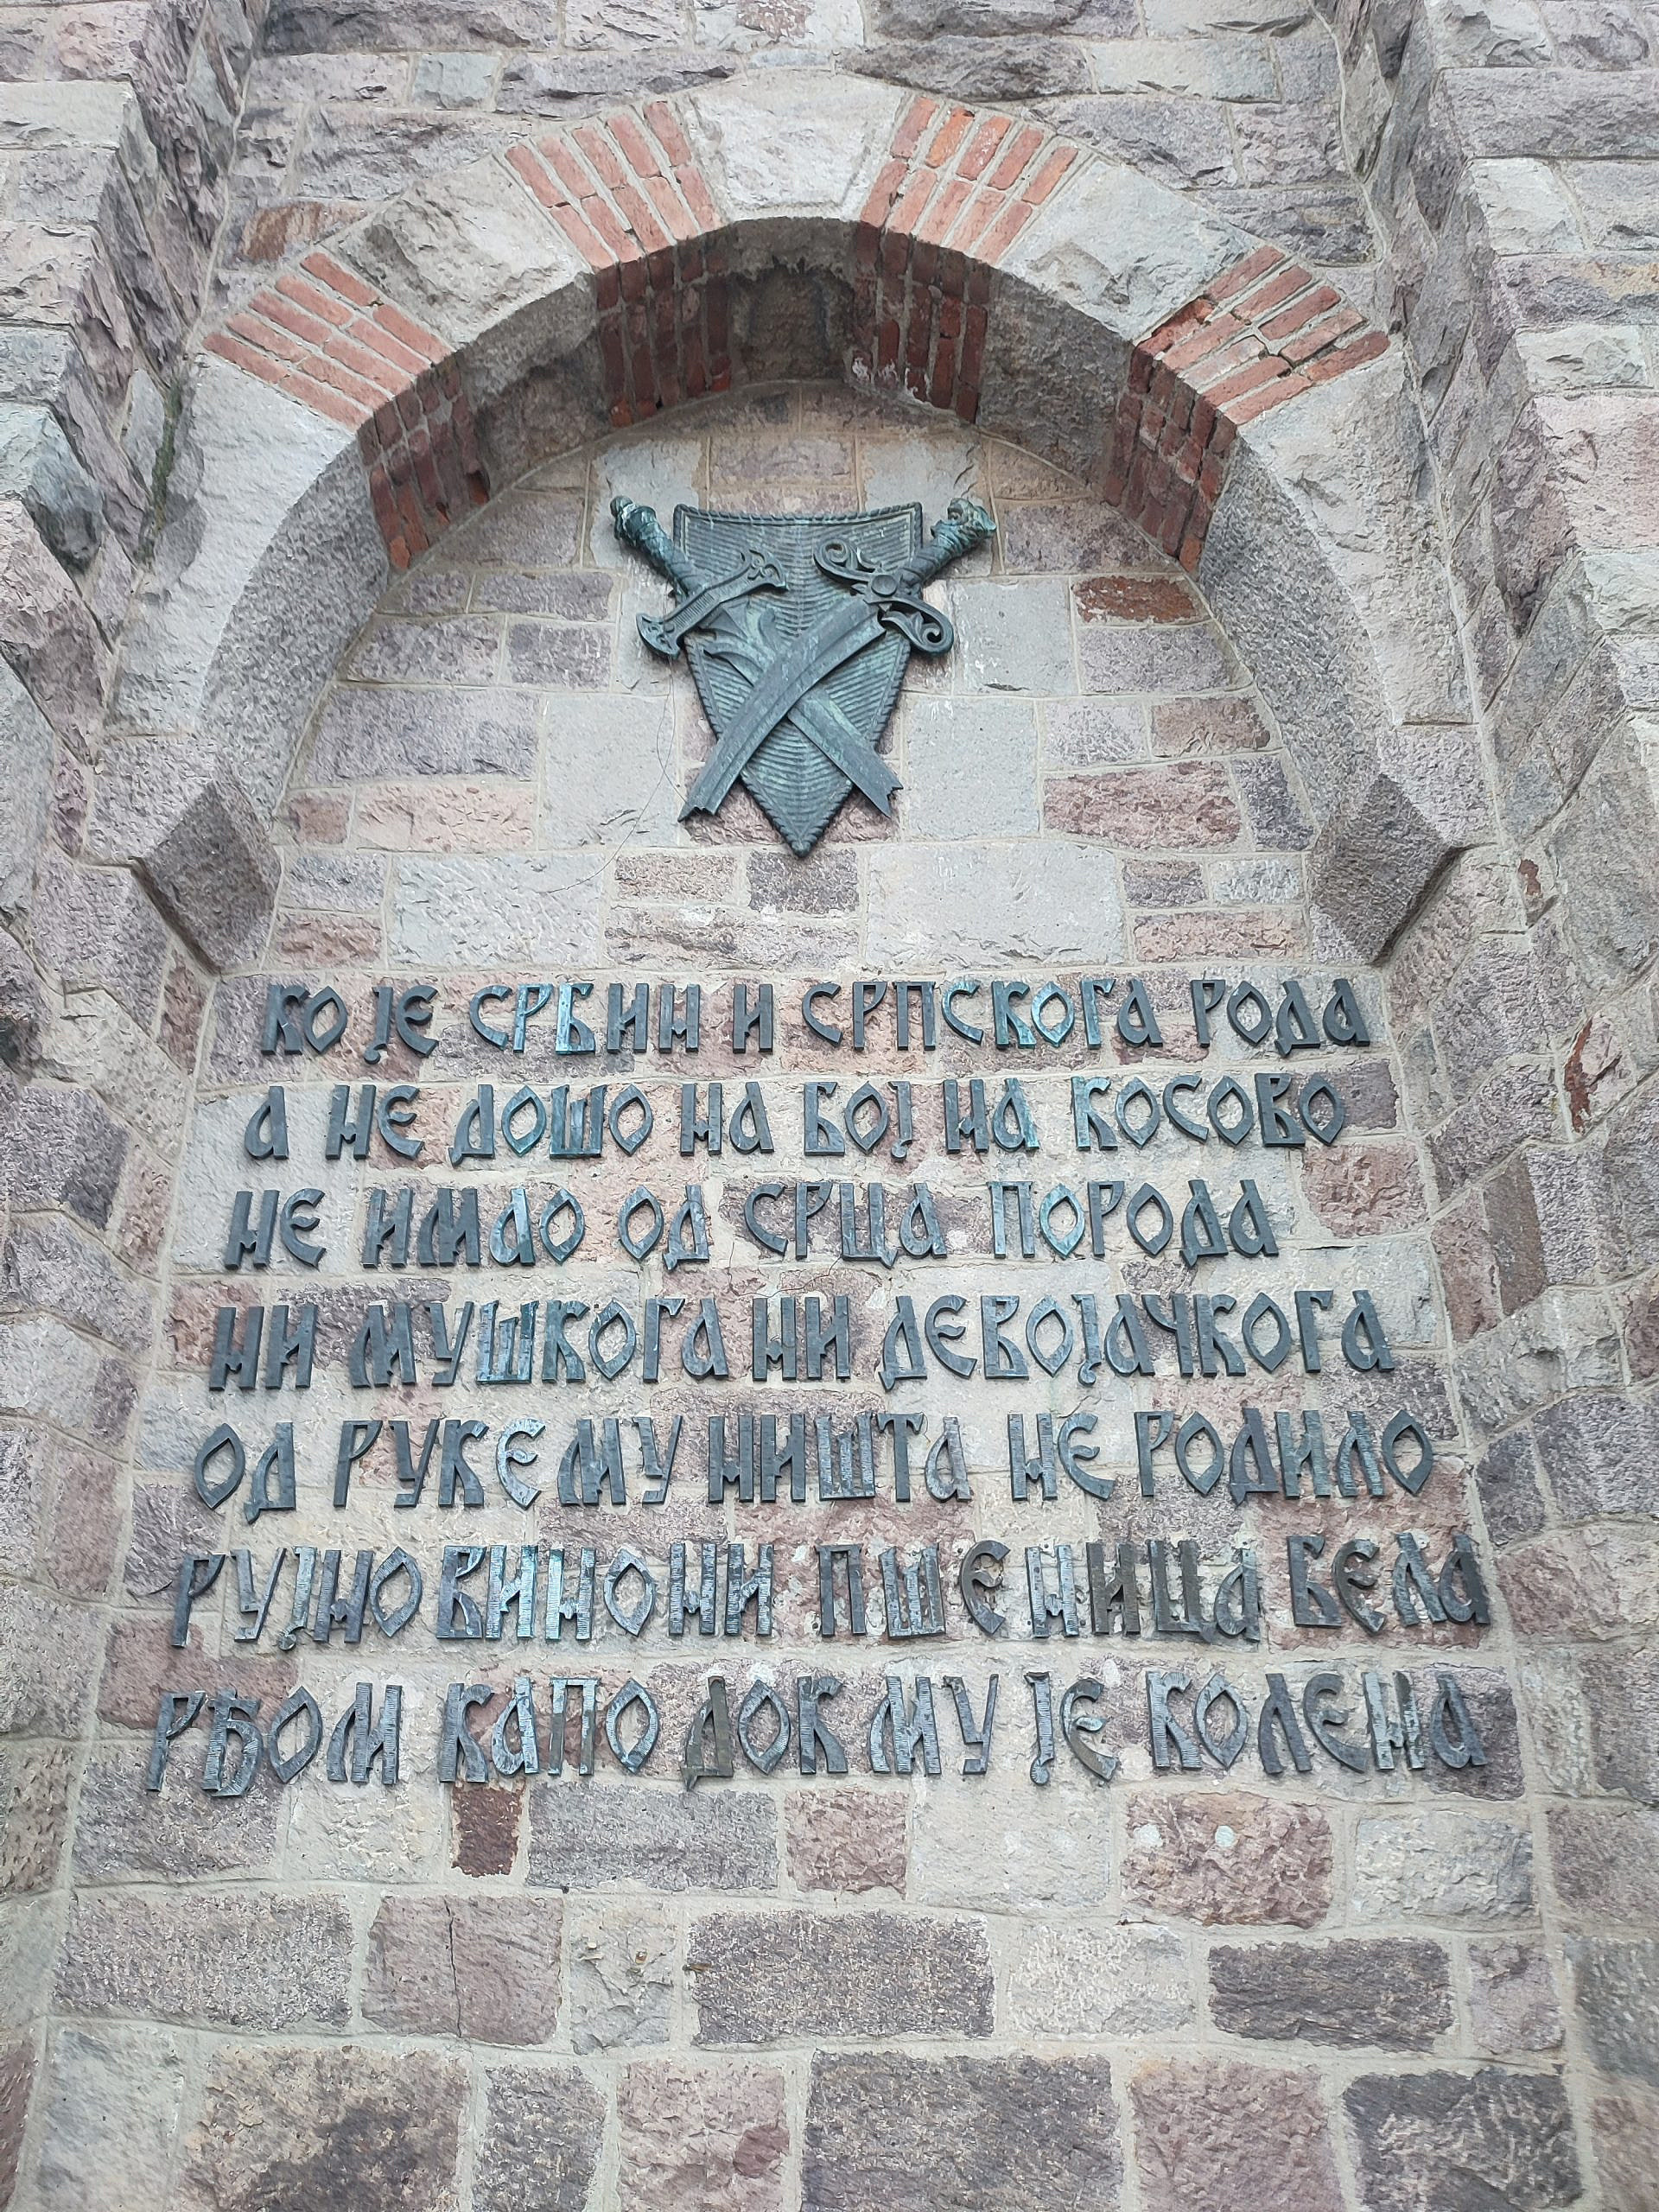 КО ЈЕ СРБИН И СРПСКОГА РОДА
А НЕ ДОШО НА БОЈ НА КОСОВО
НЕ ИМАО ОД СРЦА ПОРОДА
НИ МУШКОГА НИ ДЕВОЈАЧКОГА
ОД РУКЕ МУ НИШТА НЕ РОДИЛО
РУЈНО ВИНО НИ ПШЕНИЦА БЕЛА
РЂОМ КАПО ДОК МУ ЈЕ КОЛЕНА